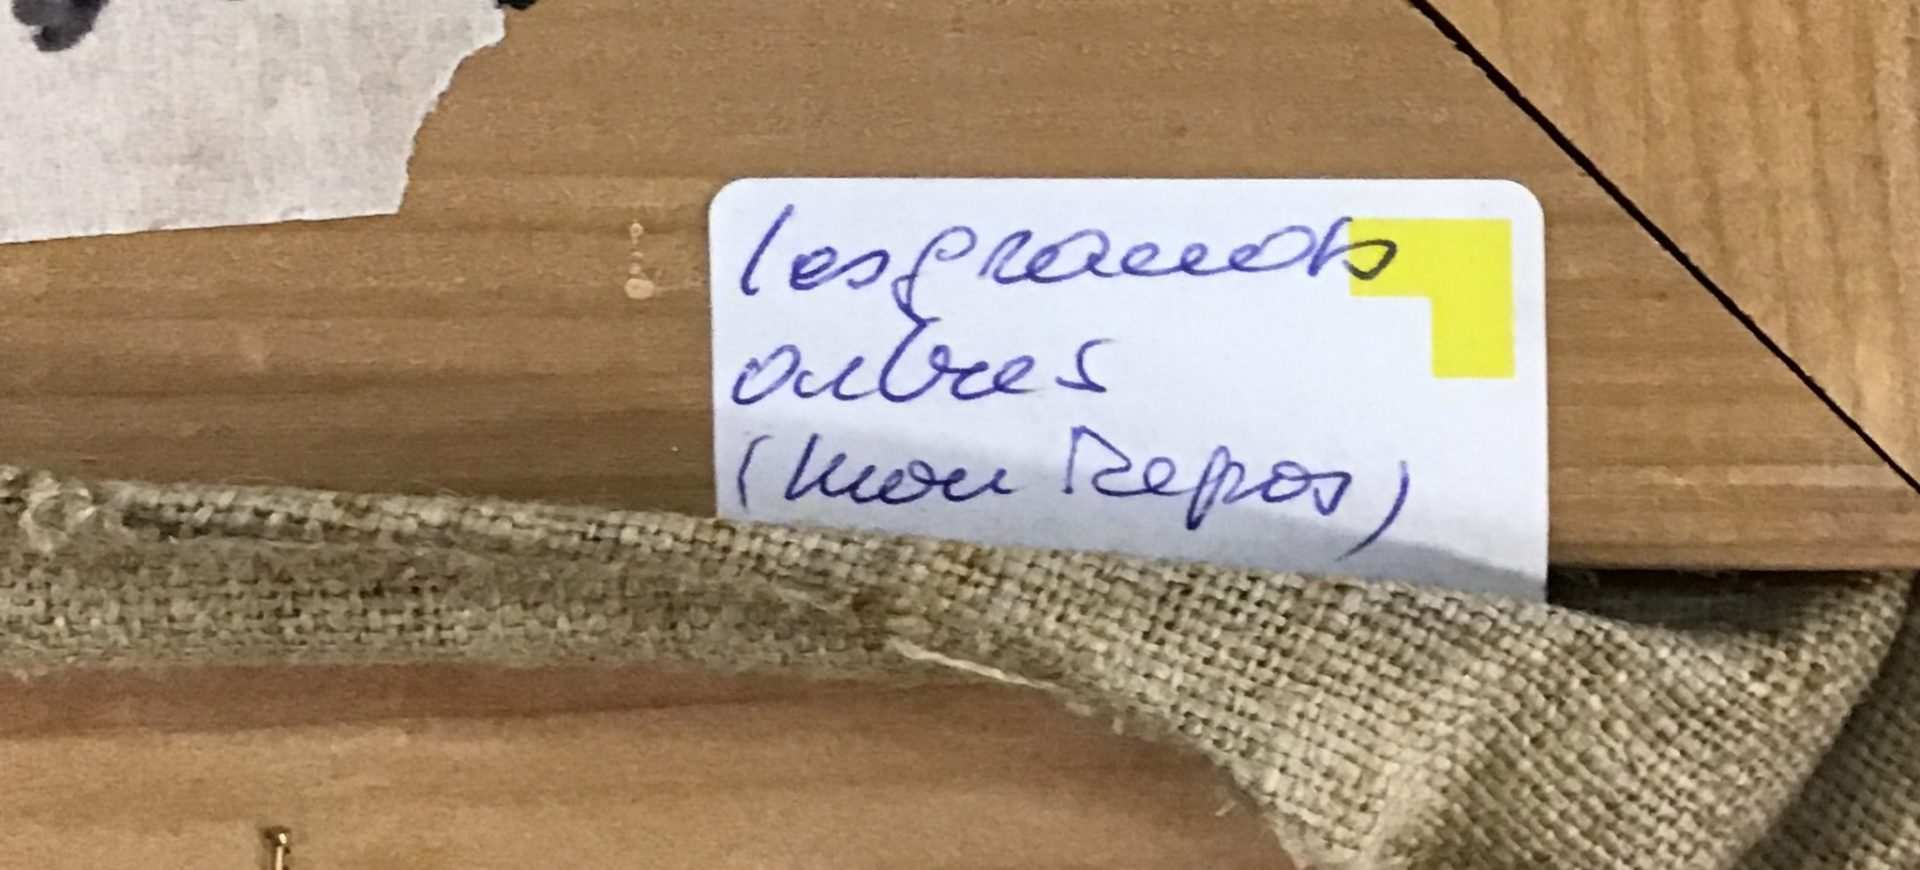 les grands
arbres
(Mon Repos)